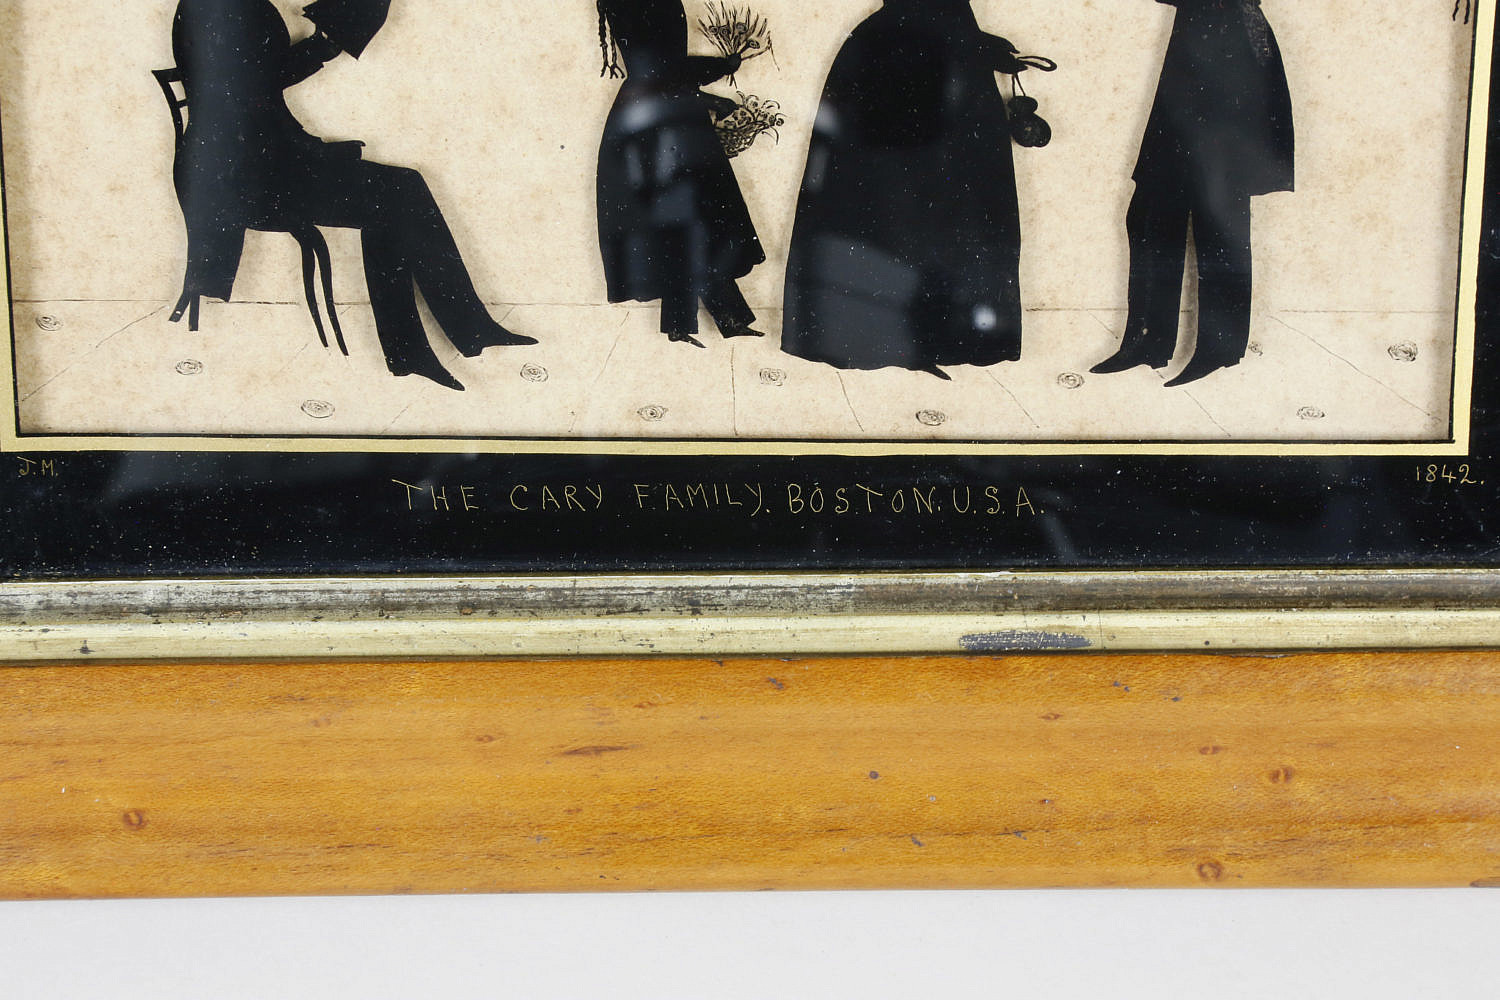 J.M.
THE CARY FAMILY. BOSTON. U.S.A.
1842.